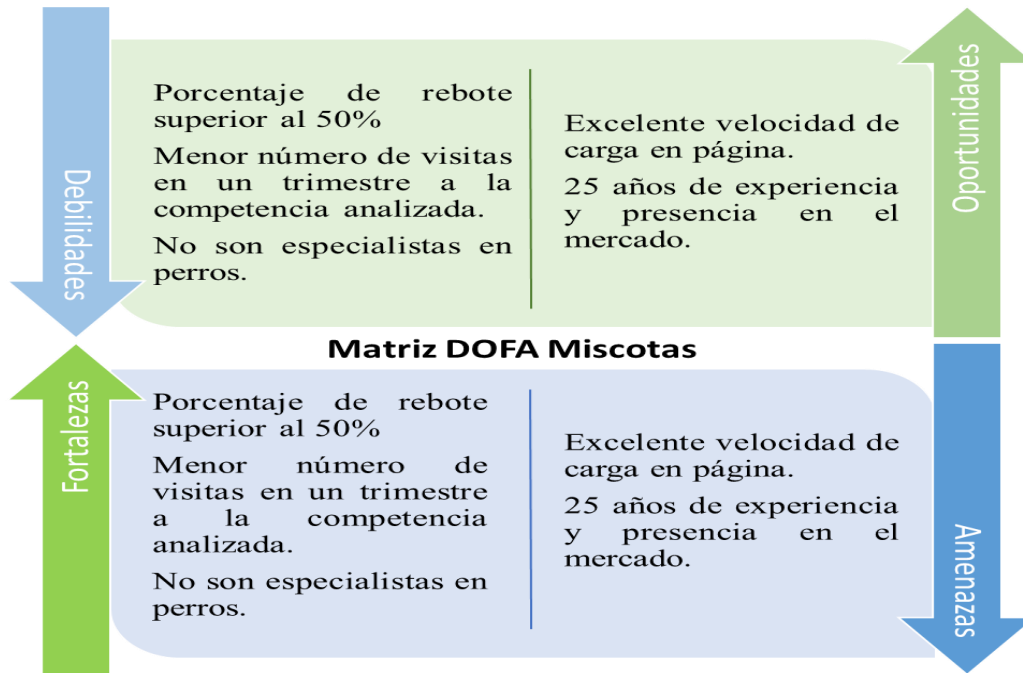 Debilidades
Porcentaje de rebote
superior al 50%
Menor número de visitas
en un trimestre a la
competencia analizada.
No son especialistas en
perros.
Excelente velocidad de
carga en página.
25 años de experiencia
y presencia en el
mercado.
Oportunidades
Matriz DOFA Miscotas
Fortalezas
Porcentaje de rebote
superior al 50%
Menor número de
visitas en un trimestre
a la competencia
analizada.
No son especialistas en
perros.
Excelente velocidad de
carga en página.
25 años de experiencia
y presencia en el
mercado.
Amenazas